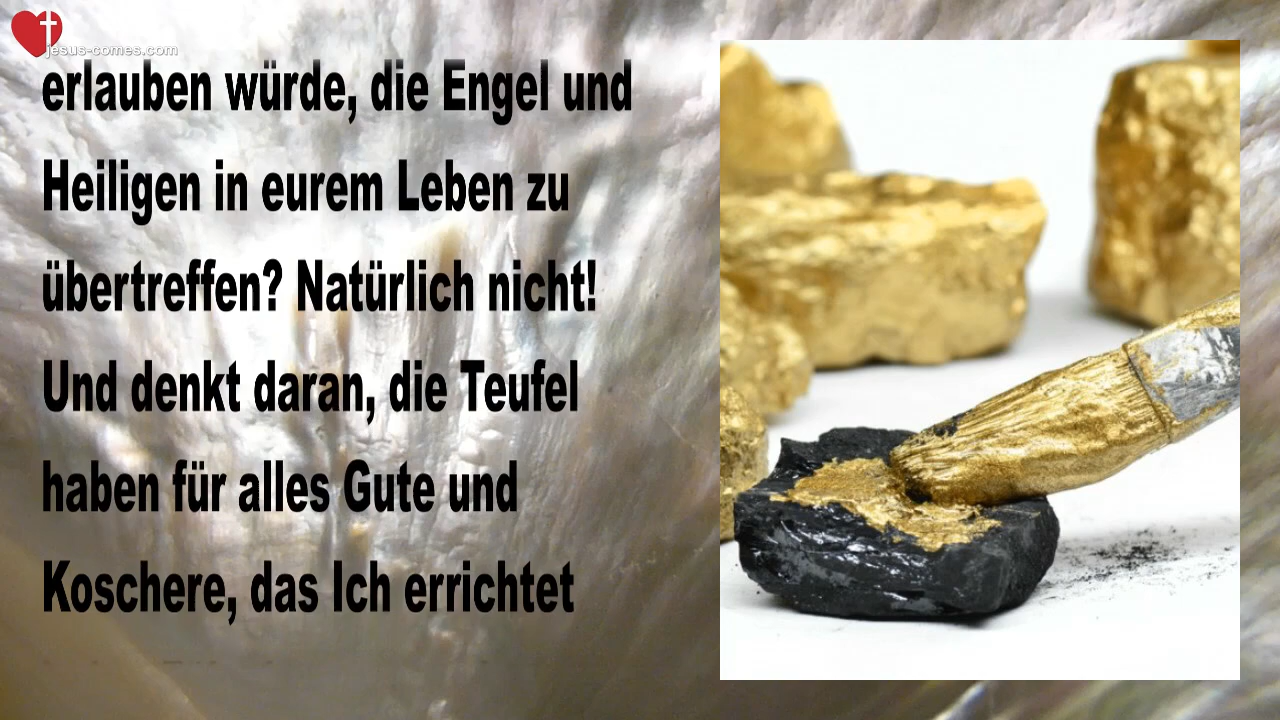 jesus-comes.com
erlauben würde, die Engel und
Heiligen in eurem Leben zu
übertreffen? Natürlich nicht!
Und denkt daran, die Teufel
haben für alles Gute und
Koschere, das Ich errichtet